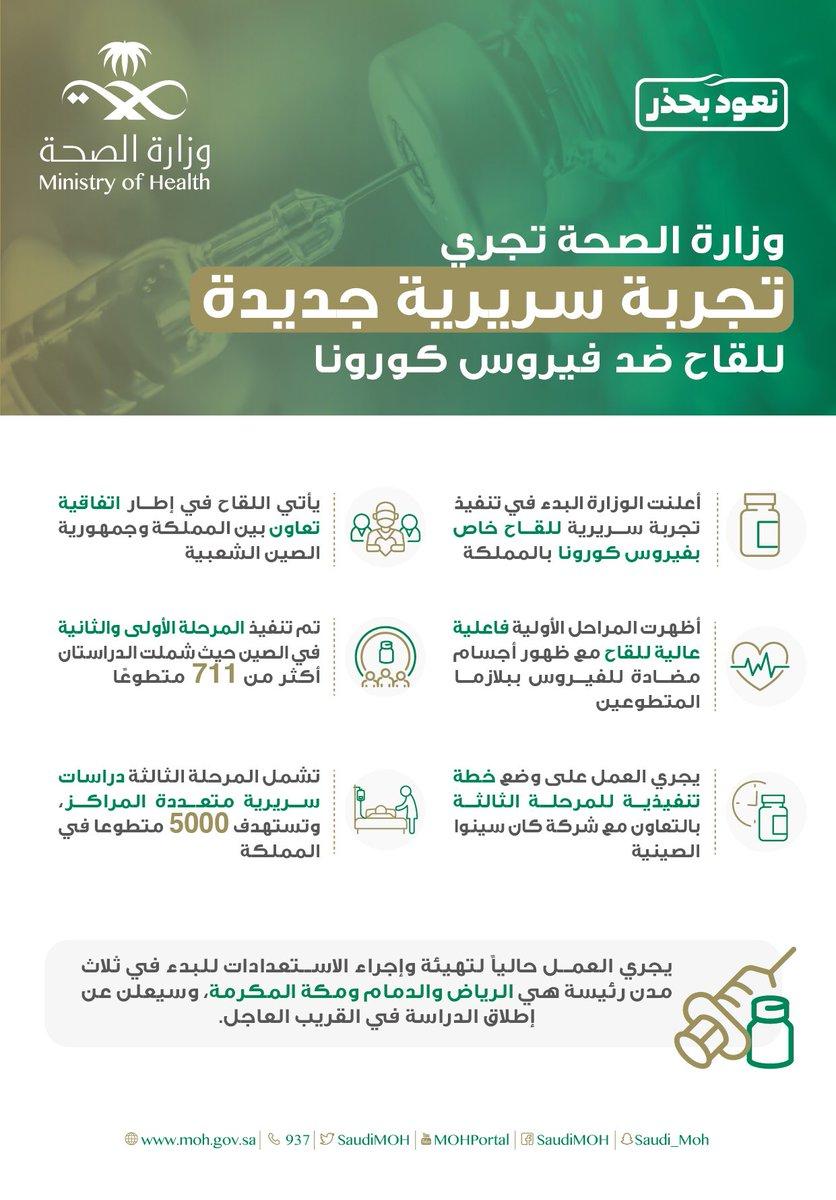 وزارة الصحة
Ministry of Health
نعود بحذر
وزارة الصحة تجري
تجربة سريرية جديدة
للقاح ضد فيروس كورونا
أعلنت الوزارة البدء في تنفيذ
تجربة سريرية للقاح خاص
بفيروس كورونا بالمملكة
يأتي اللقاح في إطار اتفاقية
تعاون بين المملكة وجمهورية
الصين الشعبية
أظهرت المراحل الأولية فاعلية
عالية للقاح مع ظهور أجسام
مضادة للفيروس ببلازما
المتطوعين
تم تنفيذ المرحلة الأولى والثانية
في الصين حيث شملت الدراستان
أكثر من 711 متطوعًا
يجري العمل على وضع خطة
تنفيذية للمرحلة الثالثة
بالتعاون مع شركة كان سينوا
الصينية
تشمل المرحلة الثالثة دراسات
سريرية متعددة المراكز،
وتستهدف 5000 متطوعا في
المملكة
يجري العمل حالياً لتهيئة وإجراء الاستعدادات للبدء في ثلاث
مدن رئيسة هي الرياض والدمام ومكة المكرمة، وسيعلن عن
إطلاق الدراسة في القريب العاجل.
www.moh.gov.sa | 937 | SaudiMOH | MOHPortal | SaudiMOH | Saudi_Moh